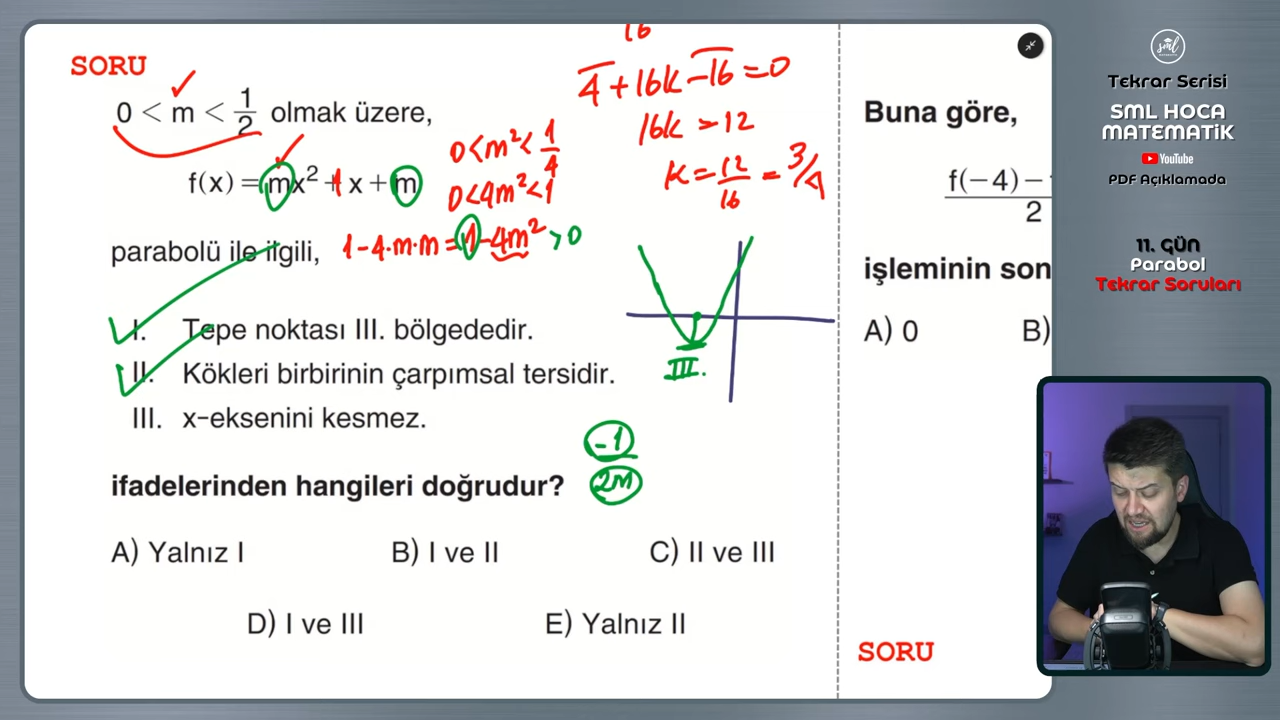 SORU
0 < m < 1/2 olmak üzere,
f(x) = mx² + 1 x + m
0<m²<1/4
0<4m²<1
parabolü ile ilgili,
1-4.m.m = 1-4m² >0
I. Tepe noktası III. bölgededir.
II. Kökleri birbirinin çarpımsal tersidir.
III. x-eksenini kesmez.
ifadelerinden hangileri doğrudur?
-1
2m
A) Yalnız I
B) I ve II
C) II ve III
D) I ve III
E) Yalnız II
16
4+16k-16=0
16k=12
k=12/16=3/4
III.
Buna göre,
f(-4) -
2
işleminin son
A) 0
B)
SORU
sml
Tekrar Serisi
SML HOCA
MATEMATİK
YouTube
PDF Açıklamada
11. GÜN
Parabol
Tekrar Soruları